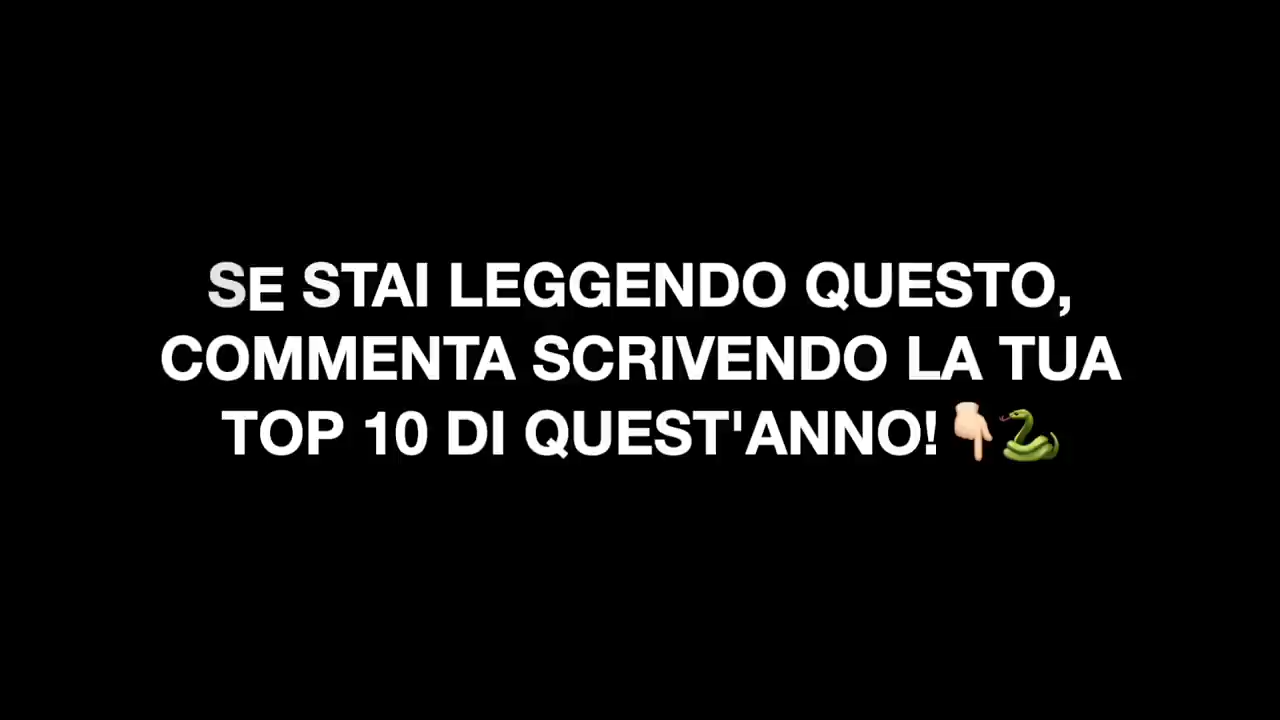 SE STAI LEGGENDO QUESTO,
COMMENTA SCRIVENDO LA TUA
TOP 10 DI QUEST'ANNO!👇🏻🐍